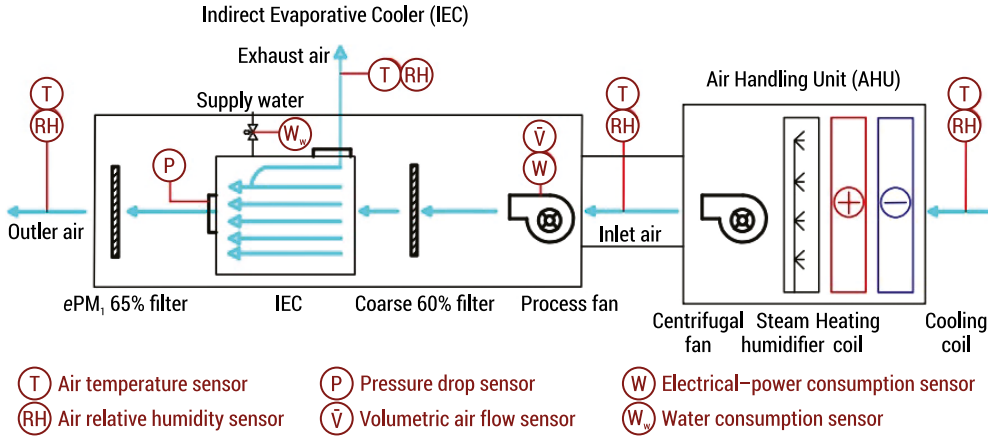 Indirect Evaporative Cooler (IEC)
Exhaust air
T RH
Air Handling Unit (AHU)
T
RH
Supply water
W_w
P
V̄
W
T
RH
T
RH
Outler air
Inlet air
ePM₁ 65% filter
IEC
Coarse 60% filter
Process fan
Centrifugal
fan
Steam
humidifier
Heating
coil
Cooling
coil
T Air temperature sensor
P Pressure drop sensor
W Electrical–power consumption sensor
RH Air relative humidity sensor
V̄ Volumetric air flow sensor
W_w Water consumption sensor